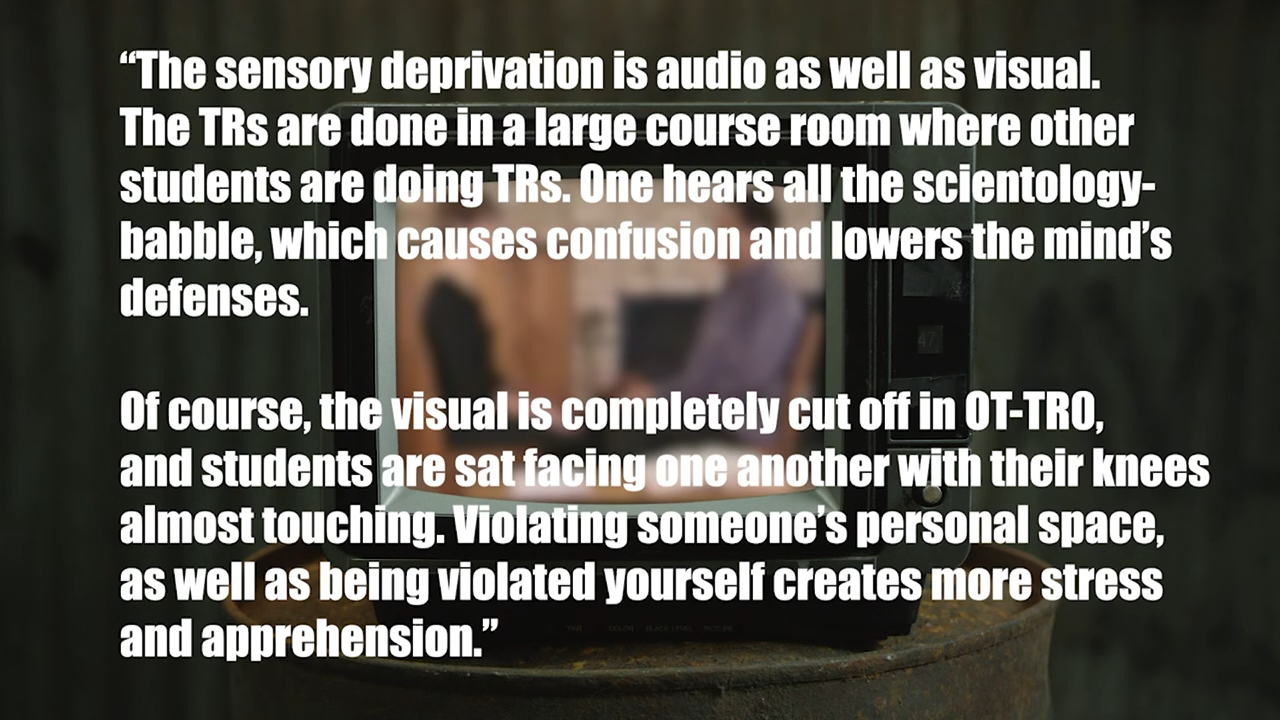 “The sensory deprivation is audio as well as visual.
The TRs are done in a large course room where other
students are doing TRs. One hears all the scientology-
babble, which causes confusion and lowers the mind’s
defenses.
Of course, the visual is completely cut off in OT-TR0,
and students are sat facing one another with their knees
almost touching. Violating someone’s personal space,
as well as being violated yourself creates more stress
and apprehension.”
47